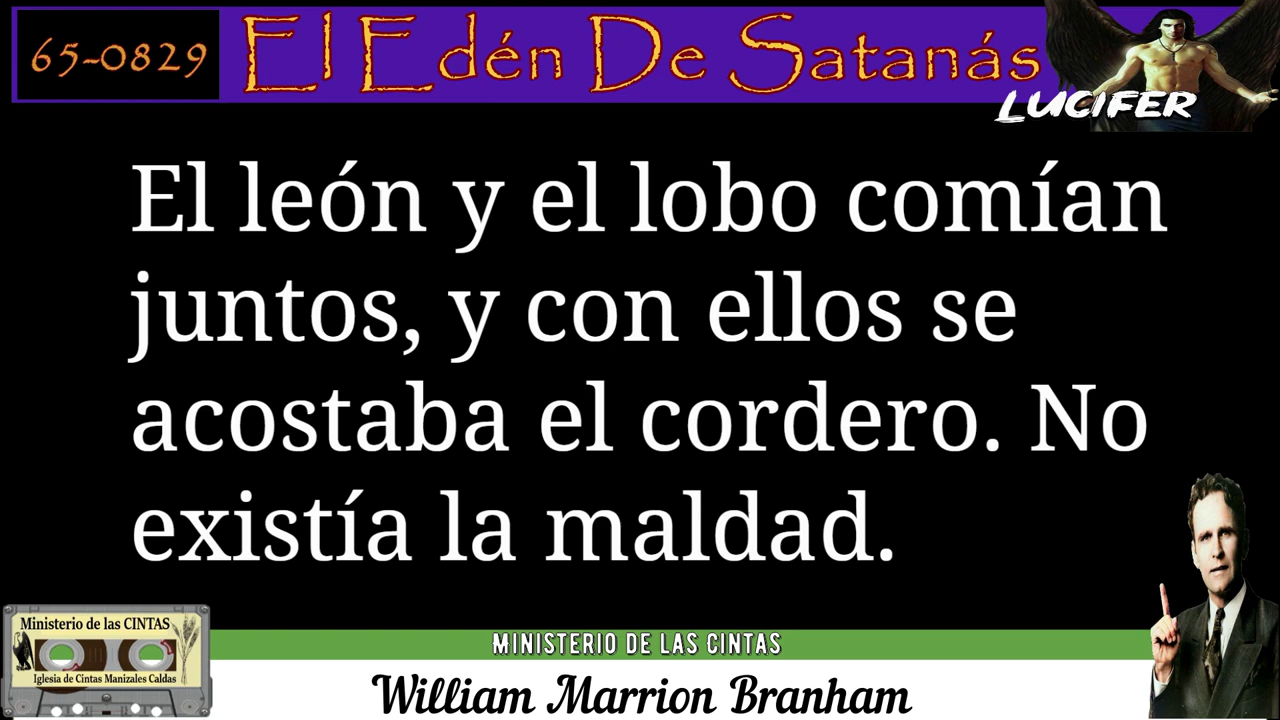 65-0829
El Edén De Satanás
LUCIFER
El león y el lobo comían
juntos, y con ellos se
acostaba el cordero. No
existía la maldad.
Ministerio de las CINTAS
Iglesia de Cintas Manizales Caldas
MINISTERIO DE LAS CINTAS
William Marrion Branham